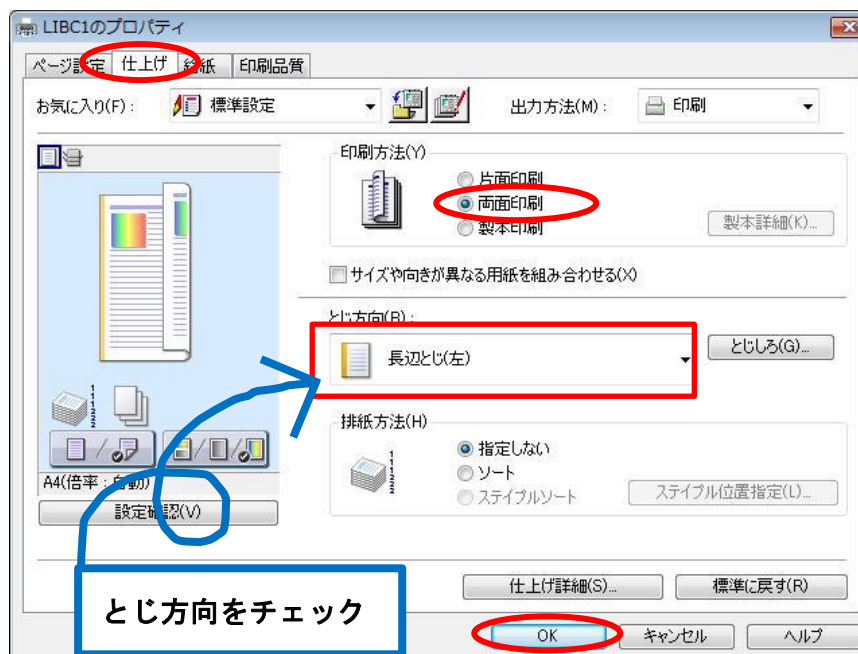 LIBC1のプロパティ
ページ設定 仕上げ 給紙 印刷品質
お気に入り(F): 標準設定 出力方法(M): 印刷
印刷方法(Y)
片面印刷
両面印刷
製本印刷 製本詳細(K)...
サイズや向きが異なる用紙を組み合わせる(X)
とじ方向(B):
長辺とじ(左) とじしろ(G)...
排紙方法(H)
指定しない
ソート
ステイプルソート ステイプル位置指定(L)...
A4(倍率:自動)
設定確認(V)
とじ方向をチェック
仕上げ詳細(S)... 標準に戻す(R)
OK キャンセル ヘルプ